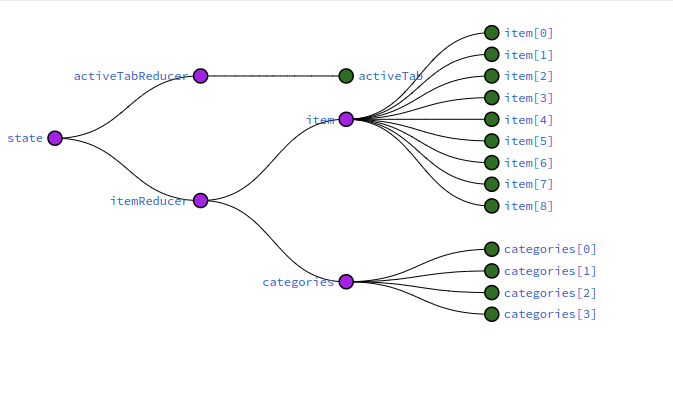 item[0]
item[1]
activeTabReducer
activeTab
item[2]
item[3]
item
item[4]
state
item[5]
item[6]
item[7]
itemReducer
item[8]
categories[0]
categories[1]
categories
categories[2]
categories[3]